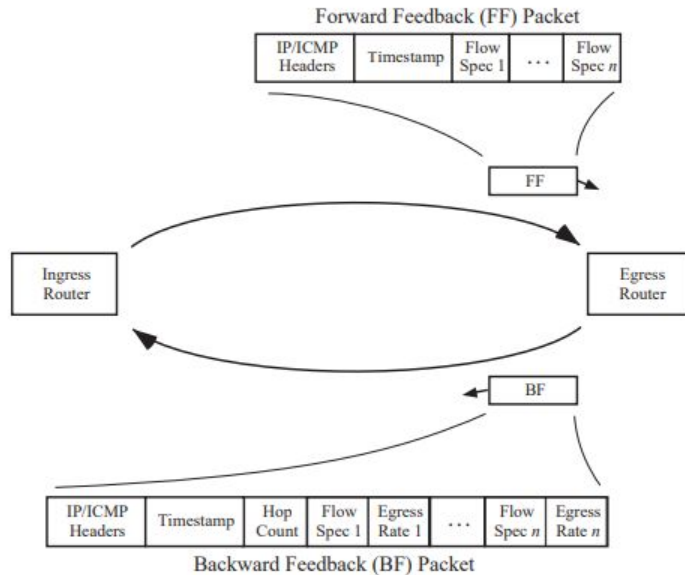 Forward Feedback (FF) Packet
IP/ICMP Headers Timestamp Flow Spec 1 ... Flow Spec n
FF
Ingress Router
Egress Router
BF
IP/ICMP Headers Timestamp Hop Count Flow Spec 1 Egress Rate 1 ... Flow Spec n Egress Rate n
Backward Feedback (BF) Packet